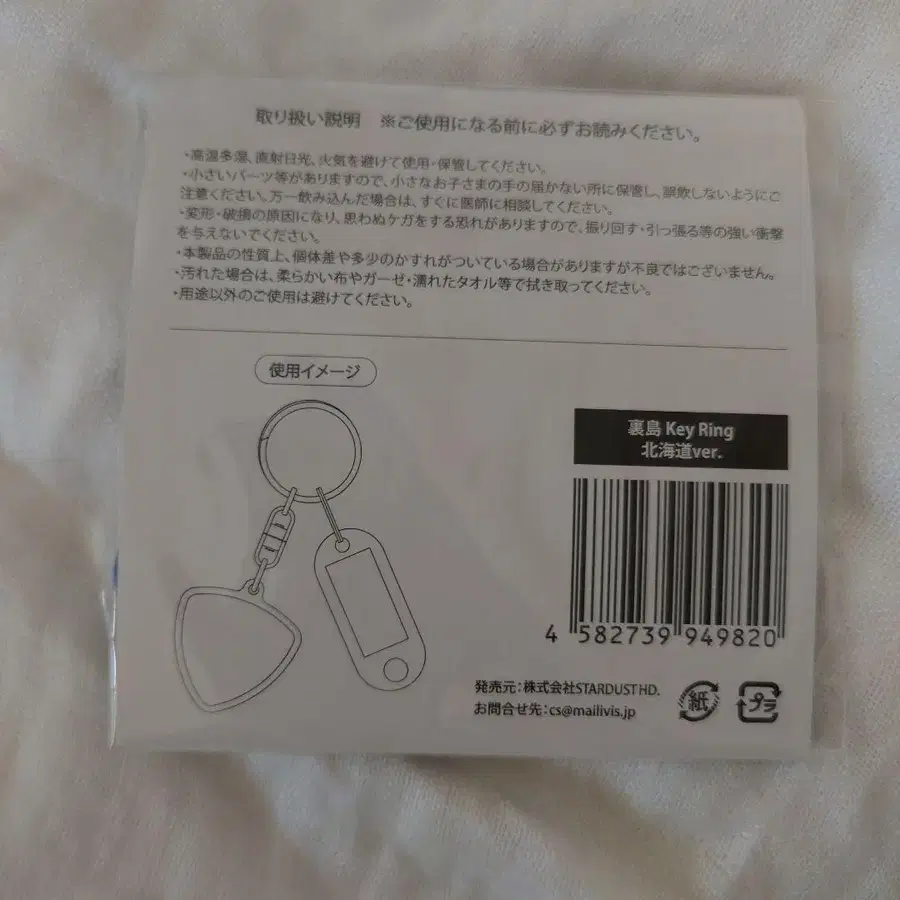 取り扱い説明　※ご使用になる前に必ずお読みください。
・高温多湿、直射日光、火気を避けて使用・保管してください。
・小さいパーツ等がありますので、小さなお子さまの手の届かない所に保管し、誤飲しないようにご
注意ください。万一飲み込んだ場合は、すぐに医師に相談してください。
・変形・破損の原因になり、思わぬケガをする恐れがありますので、振り回す・引っ張る等の強い衝撃
を与えないでください。
・本製品の性質上、個体差や多少のかすれがついている場合がありますが不良ではございません。
・汚れた場合は、柔らかい布やガーゼ・濡れたタオル等で拭き取ってください。
・用途以外のご使用は避けてください。
使用イメージ
裏島 Key Ring
北海道ver.
4 582739 949820
発売元：株式会社STARDUST HD.
お問合せ先：cs@mailivis.jp
紙
プラ